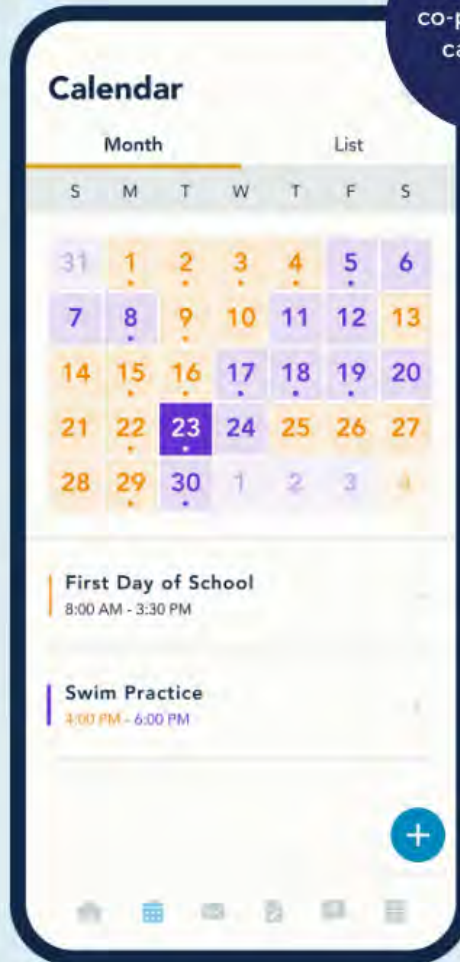 co-p
ca
Calendar
Month List
S M T W T F S
31 1 2 3 4 5 6
7 8 9 10 11 12 13
14 15 16 17 18 19 20
21 22 23 24 25 26 27
28 29 30 1 2 3 4
First Day of School
8:00 AM - 3:30 PM
Swim Practice
4:00 PM - 6:00 PM
+